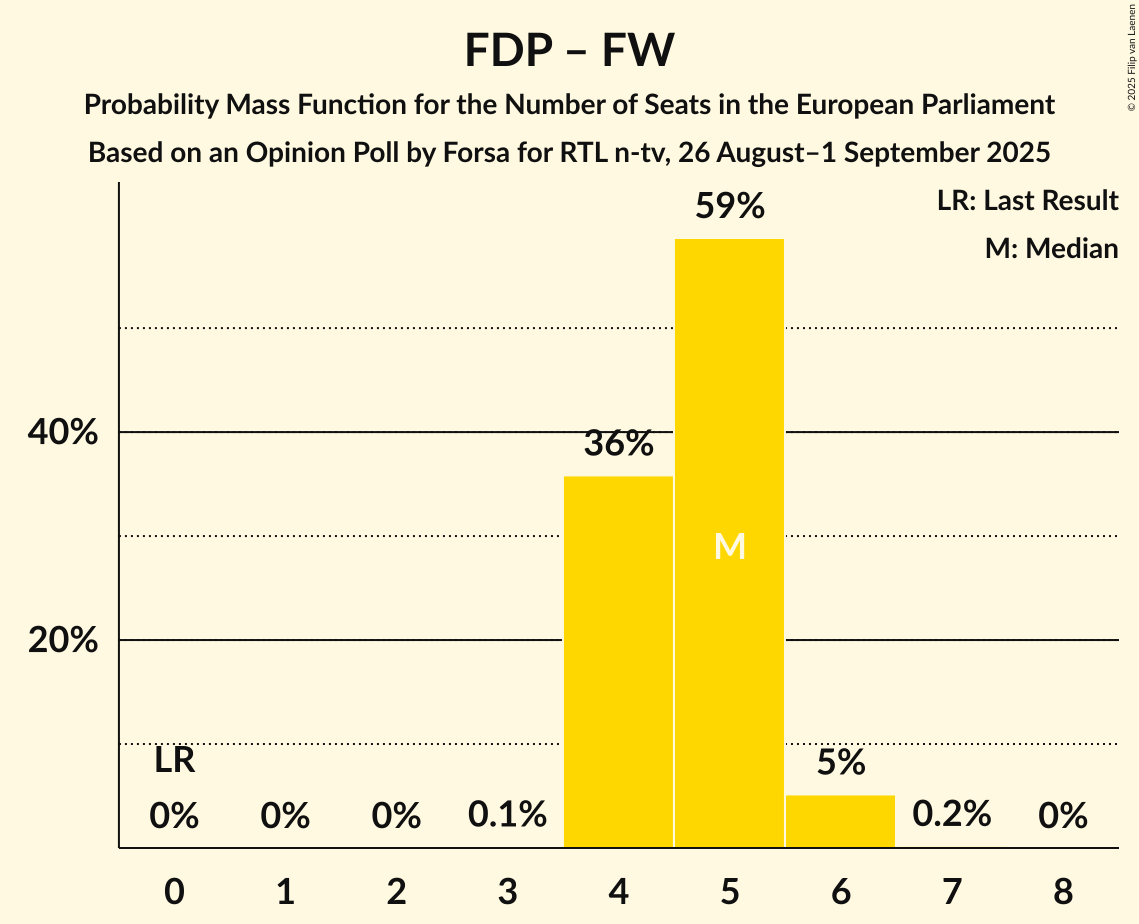 FDP – FW
Probability Mass Function for the Number of Seats in the European Parliament
Based on an Opinion Poll by Forsa for RTL n-tv, 26 August–1 September 2025
© 2025 Filip van Laenen
LR: Last Result
M: Median
59%
40%
36%
M
20%
LR
5%
0% 0% 0% 0.1% 0.2% 0%
0 1 2 3 4 5 6 7 8